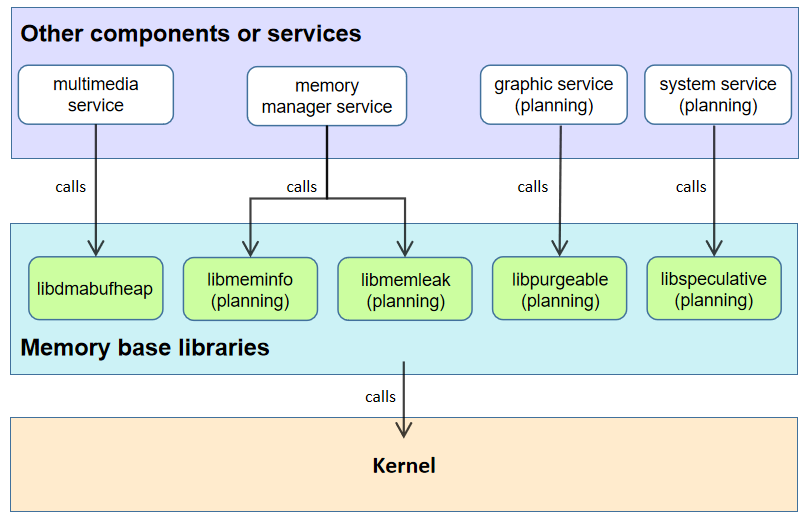 Other components or services
multimedia
service
memory
manager service
graphic service
(planning)
system service
(planning)
calls
calls
calls
calls
libdmabufheap
libmeminfo
(planning)
libmemleak
(planning)
libpurgeable
(planning)
libspeculative
(planning)
Memory base libraries
calls
Kernel